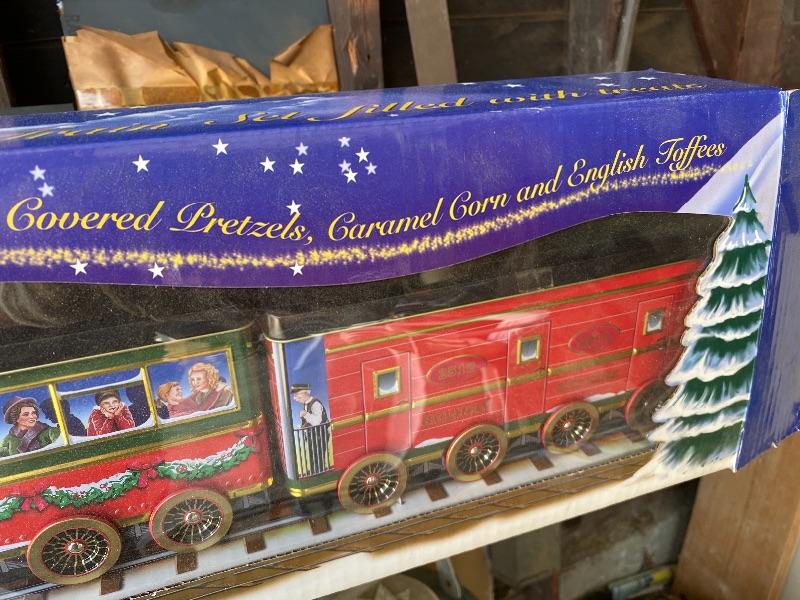 Train Set filled with treats
Covered Pretzels, Caramel Corn and English Toffees